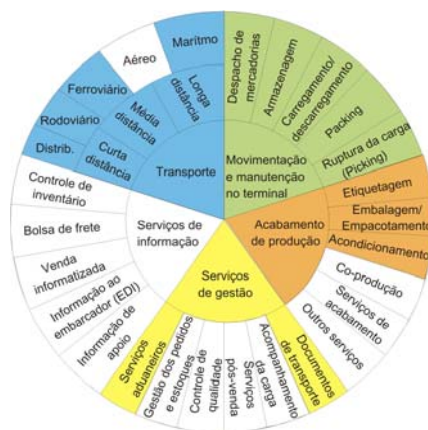 Marítmo
Aéreo
Ferroviário
Rodoviário
Distrib.
Longa
distância
Média
distância
Curta
distância
Transporte
Despacho de
mercadorias
Armazenagem
Carregamento/
descarregamento
Packing
Ruptura da carga
(Picking)
Movimentação
e manutenção
no terminal
Etiquetagem
Embalagem/
Empacotamento
Acondicionamento
Acabamento
de produção
Co-produção
Serviços de
acabamento
Outros serviços
Serviços
de gestão
Documentos
de transporte
Acompanhamento
da carga
Serviços
pós-venda
Controle de
qualidade
Gestão dos pedidos
e estoques
Serviços
aduaneiros
Serviços de
informação
Informação de
apoio
Informação ao
embarcador (EDI)
Venda
informatizada
Bolsa de frete
Controle de
inventário